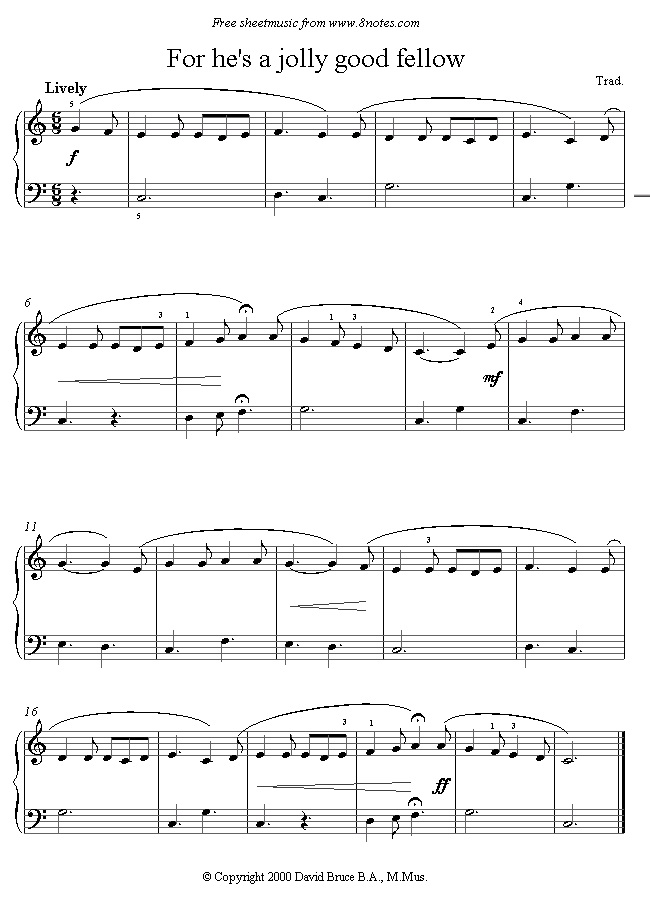 Free sheetmusic from www.8notes.com
For he's a jolly good fellow
Lively
Trad.
5
6 8
f
6 8
5
6
3
1
1 3
2
4
mf
11
3
16
3
1
1 3
ff
© Copyright 2000 David Bruce B.A., M.Mus.